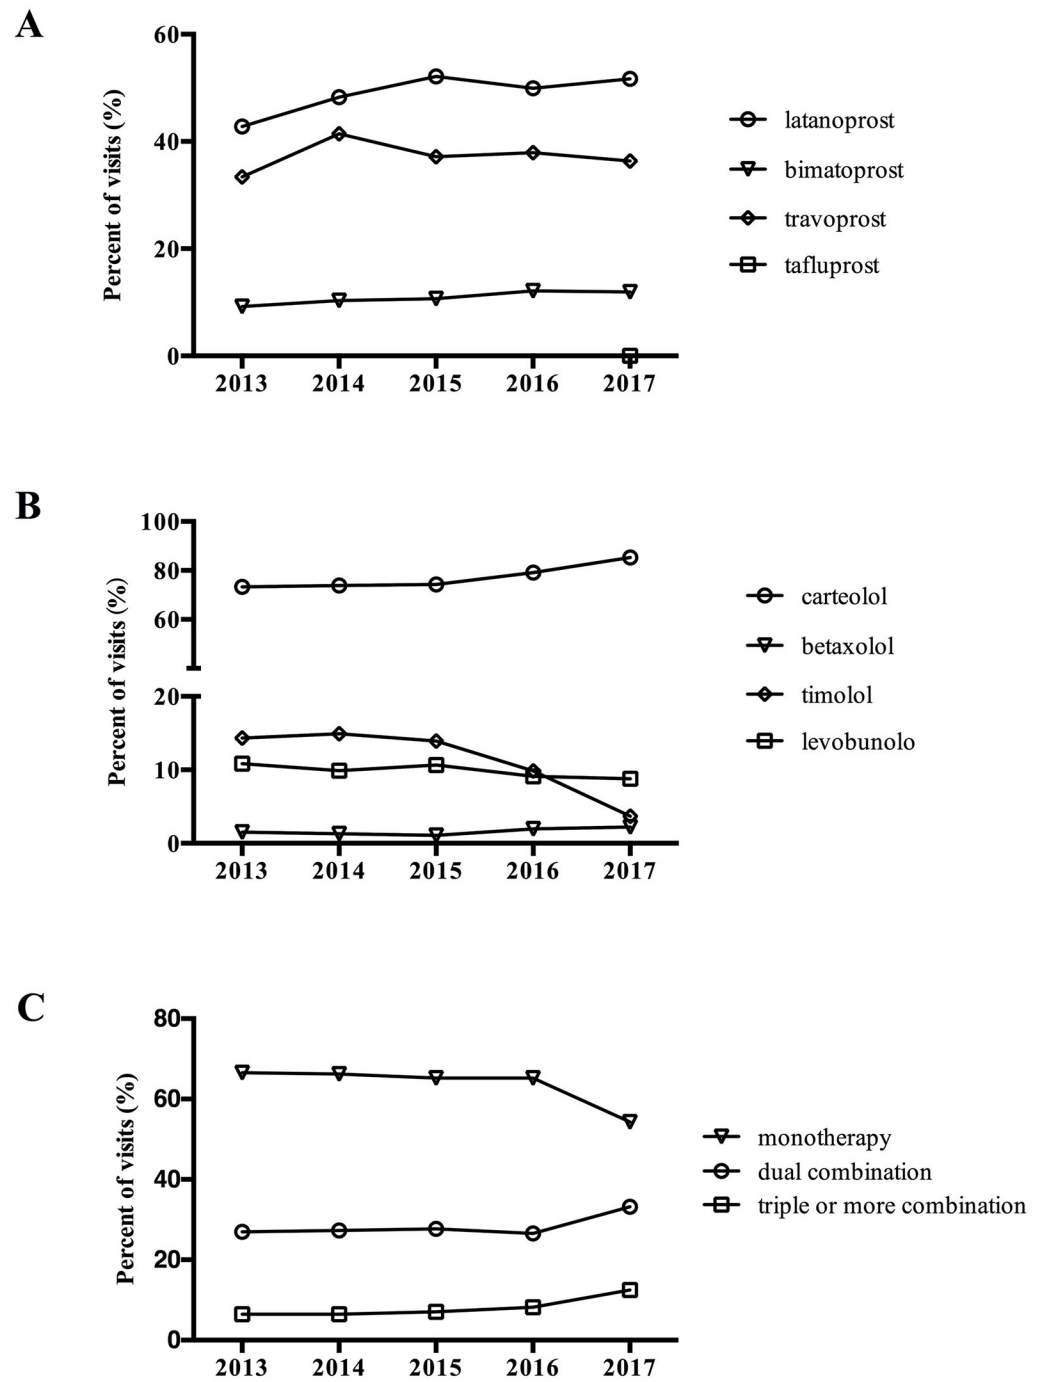 A
Percent of visits (%)
60
40
20
0
2013 2014 2015 2016 2017
latanoprost
bimatoprost
travoprost
tafluprost
B
Percent of visits (%)
100
80
60
20
10
0
2013 2014 2015 2016 2017
carteolol
betaxolol
timolol
levobunolo
C
Percent of visits (%)
80
60
40
20
0
2013 2014 2015 2016 2017
monotherapy
dual combination
triple or more combination